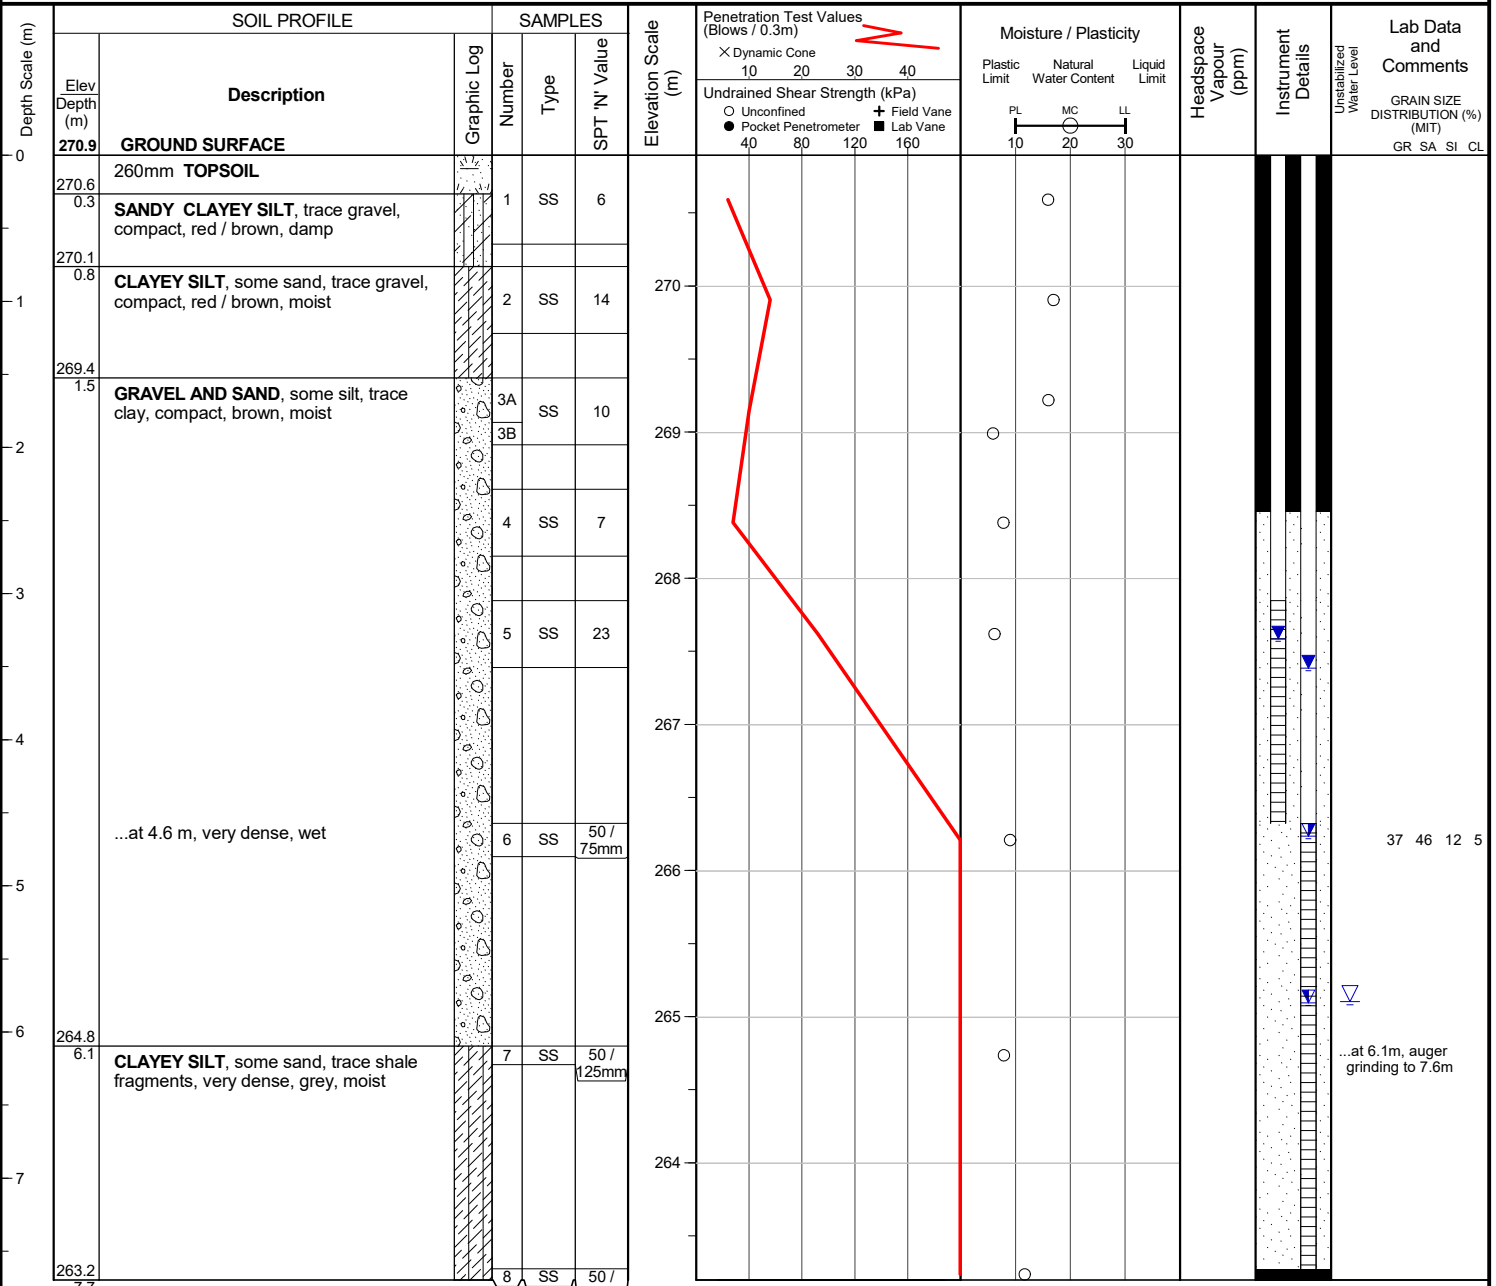 SOIL PROFILE
SAMPLES
Depth Scale (m)
Elev
Depth
(m)
Description
Graphic Log
Number
Type
SPT 'N' Value
Elevation Scale
(m)
Penetration Test Values
(Blows / 0.3m)
× Dynamic Cone
10 20 30 40
Undrained Shear Strength (kPa)
Unconfined + Field Vane
Pocket Penetrometer Lab Vane
40 80 120 160
Moisture / Plasticity
Plastic Natural Liquid
Limit Water Content Limit
PL MC LL
10 20 30
Headspace
Vapour
(ppm)
Instrument
Details
Unstabilized
Water Level
Lab Data
and
Comments
GRAIN SIZE
DISTRIBUTION (%)
(MIT)
GR SA SI CL
270.9 GROUND SURFACE
0
260mm TOPSOIL
270.6
0.3
SANDY CLAYEY SILT, trace gravel,
compact, red / brown, damp
1 SS 6
270.1
0.8
CLAYEY SILT, some sand, trace gravel,
compact, red / brown, moist
270
1
2 SS 14
269.4
1.5
GRAVEL AND SAND, some silt, trace
clay, compact, brown, moist
3A
SS 10
3B
269
2
4 SS 7
268
3
5 SS 23
267
4
...at 4.6 m, very dense, wet
6 SS 50 /
75mm
37 46 12 5
266
5
265
6
264.8
6.1
CLAYEY SILT, some sand, trace shale
fragments, very dense, grey, moist
7 SS 50 /
125mm
...at 6.1m, auger
grinding to 7.6m
264
7
263.2
7.7
8 SS 50 /